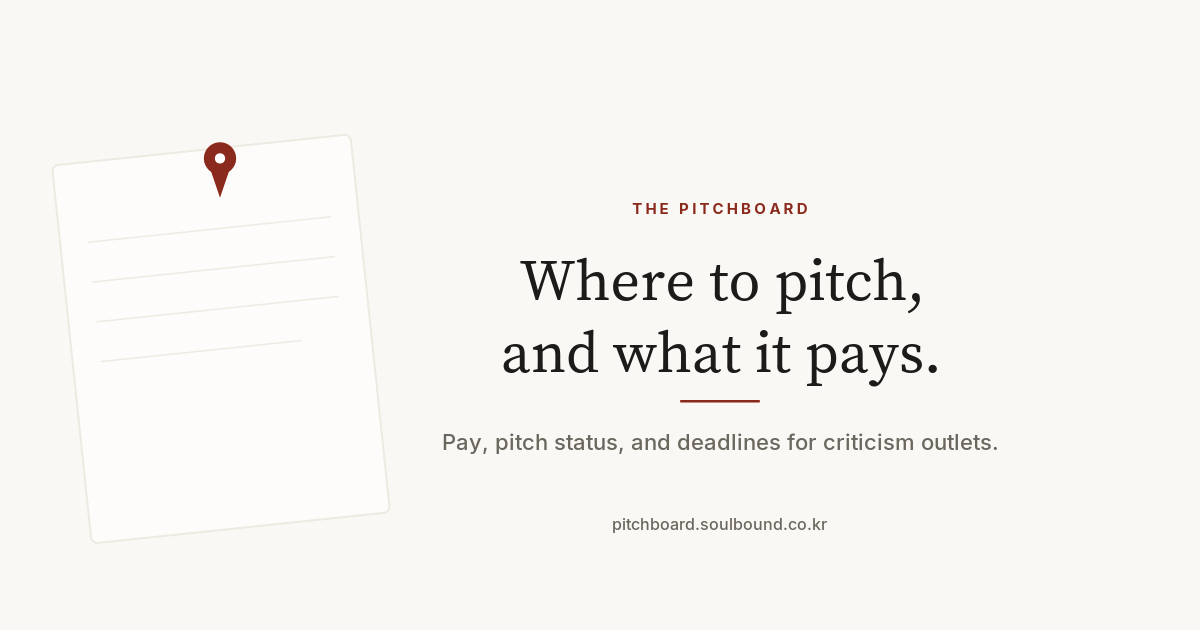 THE PITCHBOARD
Where to pitch,
and what it pays.
Pay, pitch status, and deadlines for criticism outlets.
pitchboard.soulbound.co.kr